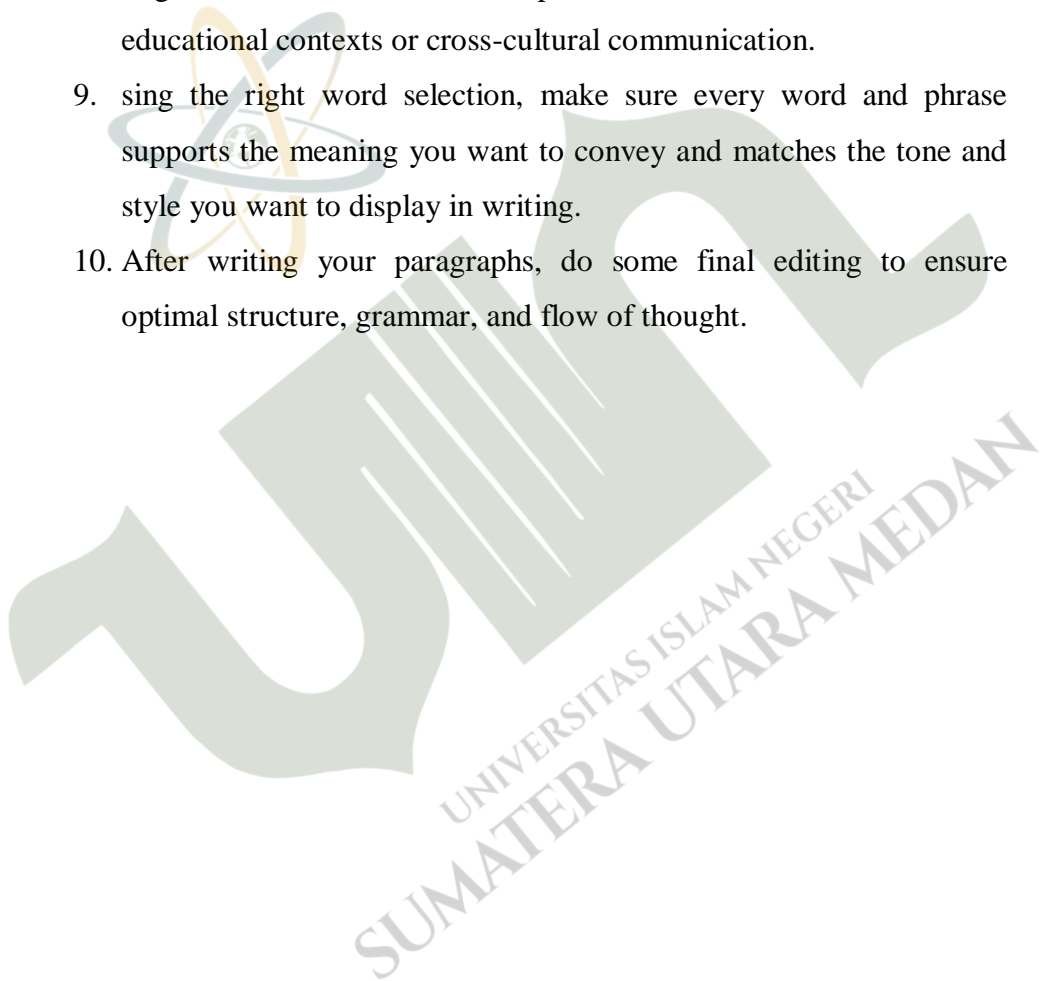 educational contexts or cross-cultural communication.
9. sing the right word selection, make sure every word and phrase
supports the meaning you want to convey and matches the tone and
style you want to display in writing.
10. After writing your paragraphs, do some final editing to ensure
optimal structure, grammar, and flow of thought.
UNIVERSITAS ISLAM NEGERI
SUMATERA UTARA MEDAN